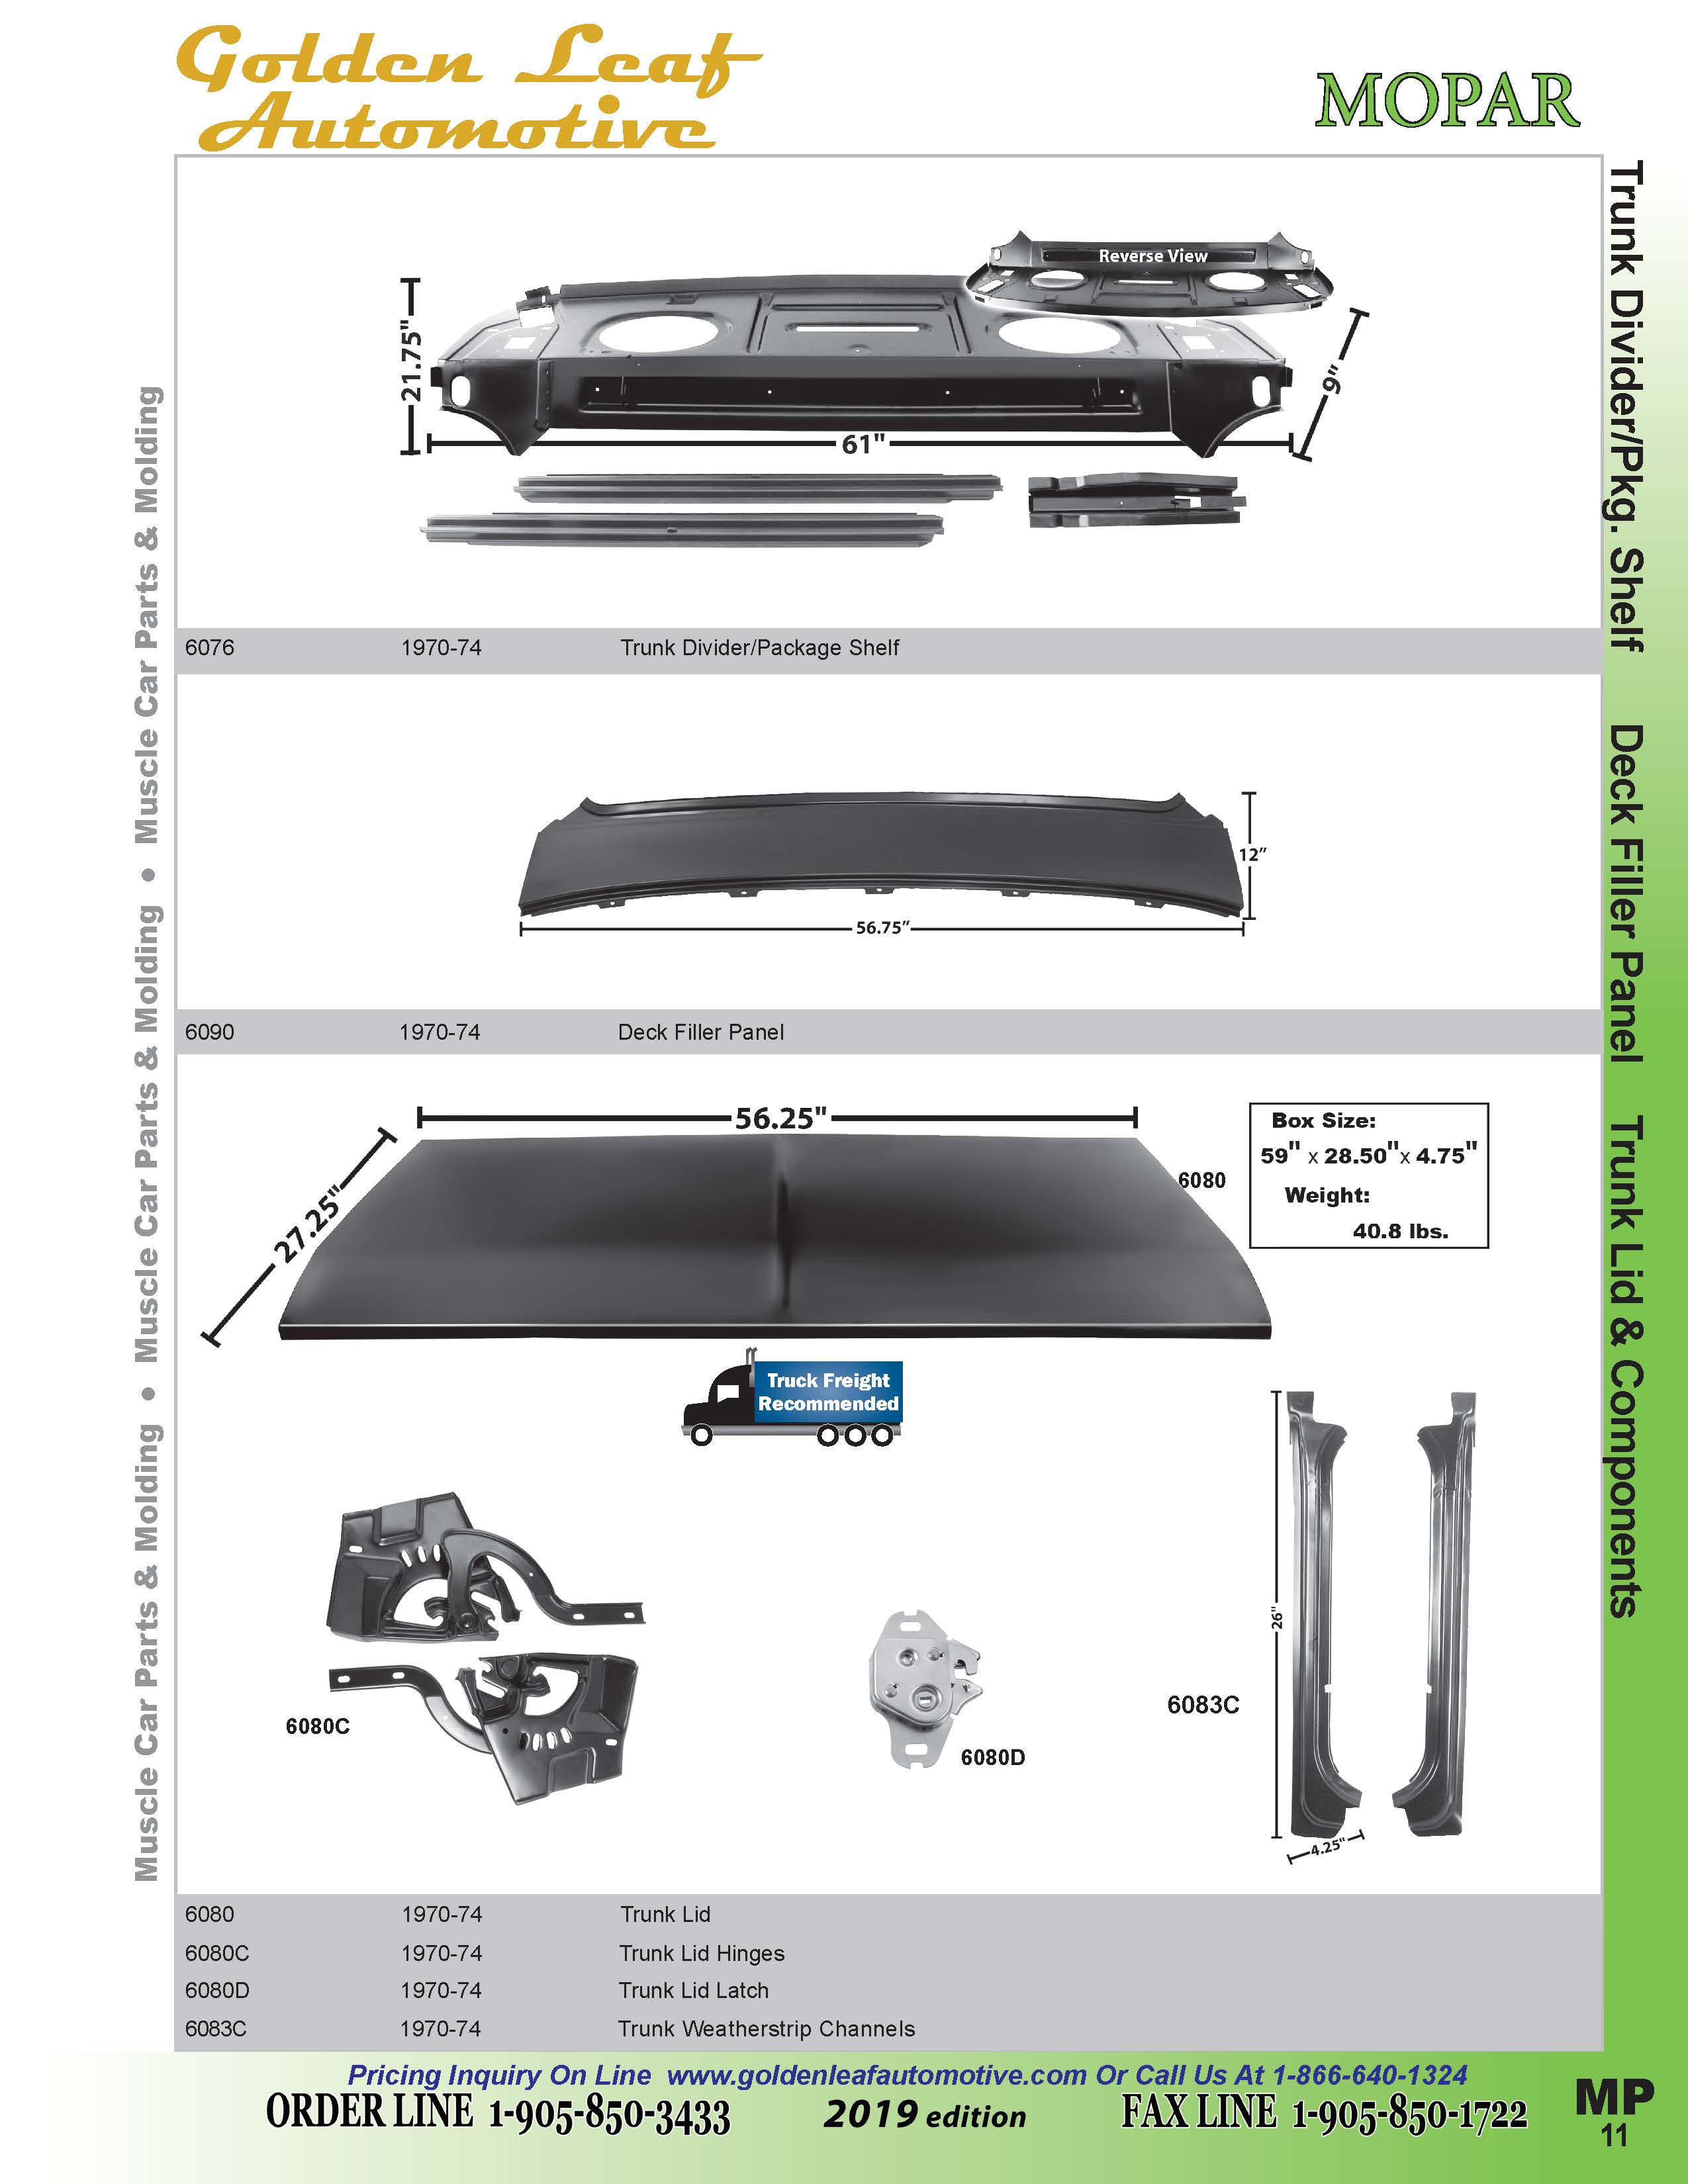 Golden Leaf
Automotive
MOPAR
Reverse View
21.75"
9"
61"
6076 1970-74 Trunk Divider/Package Shelf
12”
56.75”
6090 1970-74 Deck Filler Panel
56.25"
27.25"
6080
Box Size:
59" x 28.50"x 4.75"
Weight:
40.8 lbs.
Truck Freight
Recommended
26"
6083C
6080C
6080D
4.25"
6080 1970-74 Trunk Lid
6080C 1970-74 Trunk Lid Hinges
6080D 1970-74 Trunk Lid Latch
6083C 1970-74 Trunk Weatherstrip Channels
Muscle Car Parts & Molding • Muscle Car Parts & Molding • Muscle Car Parts & Molding
Trunk Divider/Pkg. Shelf Deck Filler Panel Trunk Lid & Components
Pricing Inquiry On Line www.goldenleafautomotive.com Or Call Us At 1-866-640-1324
ORDER LINE 1-905-850-3433 2019 edition FAX LINE 1-905-850-1722
MP
11